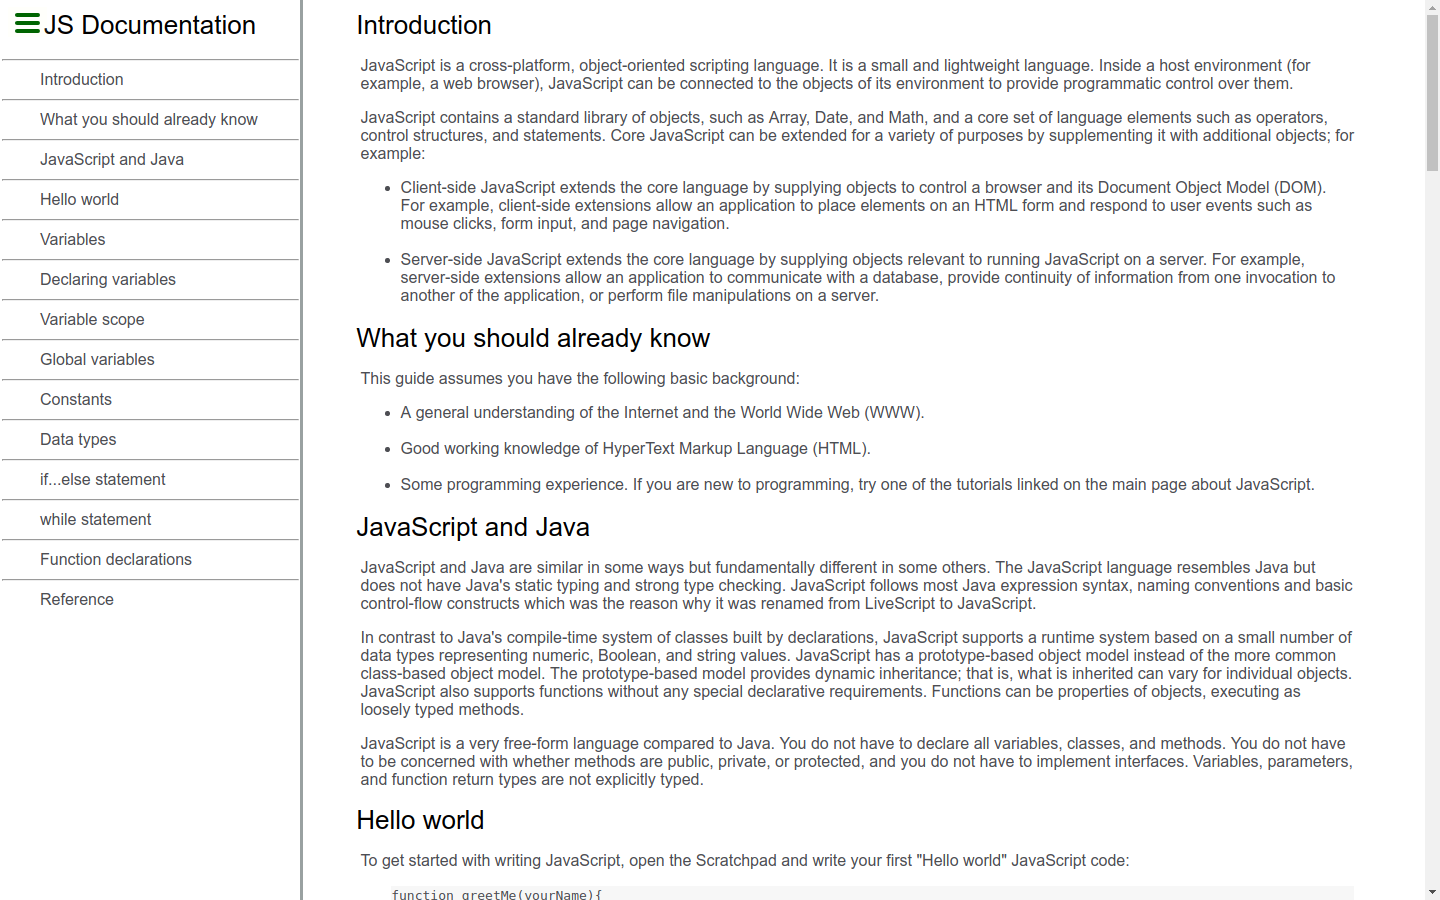 JS Documentation
Introduction
What you should already know
JavaScript and Java
Hello world
Variables
Declaring variables
Variable scope
Global variables
Constants
Data types
if...else statement
while statement
Function declarations
Reference
Introduction
JavaScript is a cross-platform, object-oriented scripting language. It is a small and lightweight language. Inside a host environment (for
example, a web browser), JavaScript can be connected to the objects of its environment to provide programmatic control over them.
JavaScript contains a standard library of objects, such as Array, Date, and Math, and a core set of language elements such as operators,
control structures, and statements. Core JavaScript can be extended for a variety of purposes by supplementing it with additional objects; for
example:
Client-side JavaScript extends the core language by supplying objects to control a browser and its Document Object Model (DOM).
For example, client-side extensions allow an application to place elements on an HTML form and respond to user events such as
mouse clicks, form input, and page navigation.
Server-side JavaScript extends the core language by supplying objects relevant to running JavaScript on a server. For example,
server-side extensions allow an application to communicate with a database, provide continuity of information from one invocation to
another of the application, or perform file manipulations on a server.
What you should already know
This guide assumes you have the following basic background:
A general understanding of the Internet and the World Wide Web (WWW).
Good working knowledge of HyperText Markup Language (HTML).
Some programming experience. If you are new to programming, try one of the tutorials linked on the main page about JavaScript.
JavaScript and Java
JavaScript and Java are similar in some ways but fundamentally different in some others. The JavaScript language resembles Java but
does not have Java's static typing and strong type checking. JavaScript follows most Java expression syntax, naming conventions and basic
control-flow constructs which was the reason why it was renamed from LiveScript to JavaScript.
In contrast to Java's compile-time system of classes built by declarations, JavaScript supports a runtime system based on a small number of
data types representing numeric, Boolean, and string values. JavaScript has a prototype-based object model instead of the more common
class-based object model. The prototype-based model provides dynamic inheritance; that is, what is inherited can vary for individual objects.
JavaScript also supports functions without any special declarative requirements. Functions can be properties of objects, executing as
loosely typed methods.
JavaScript is a very free-form language compared to Java. You do not have to declare all variables, classes, and methods. You do not have
to be concerned with whether methods are public, private, or protected, and you do not have to implement interfaces. Variables, parameters,
and function return types are not explicitly typed.
Hello world
To get started with writing JavaScript, open the Scratchpad and write your first "Hello world" JavaScript code:
function greetMe(yourName){